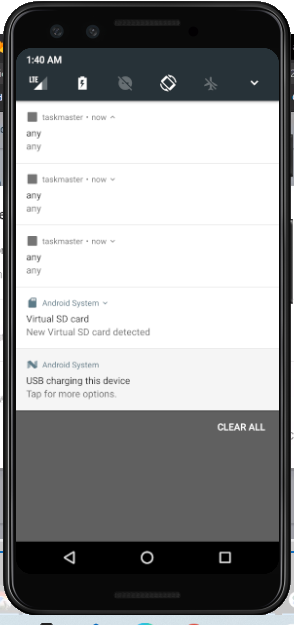 1:40 AM
LTE
taskmaster • now
any
any
taskmaster • now
any
any
taskmaster • now
any
any
Android System
Virtual SD card
New Virtual SD card detected
Android System
USB charging this device
Tap for more options.
CLEAR ALL